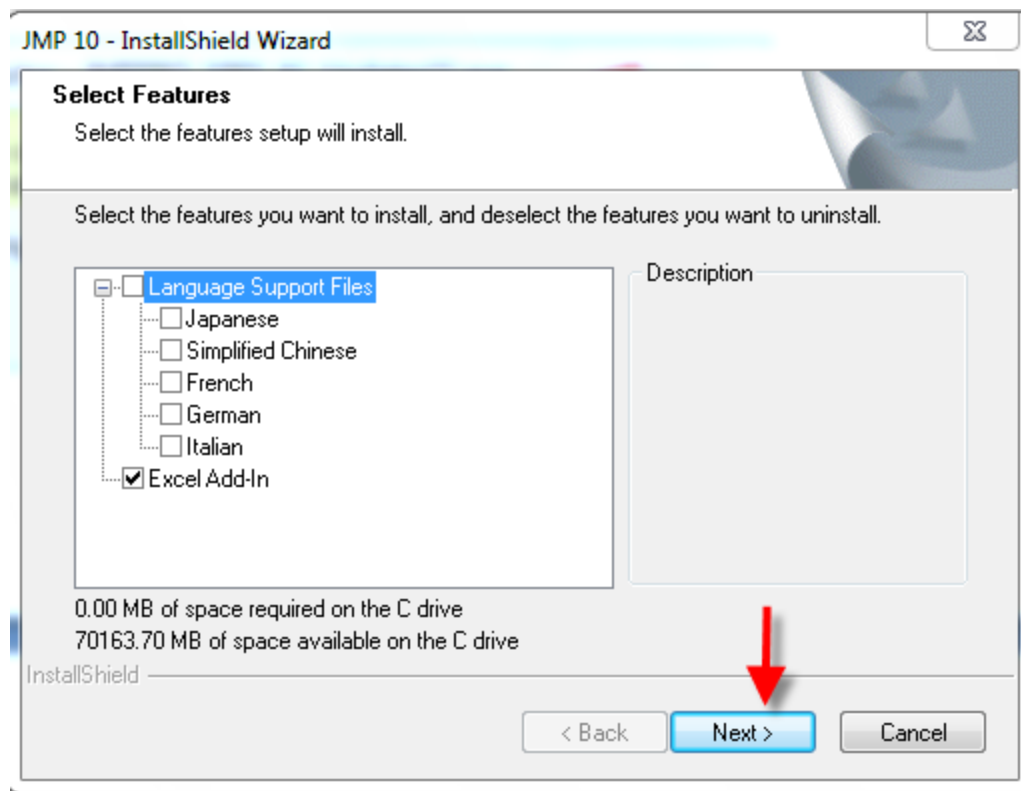 JMP 10 - InstallShield Wizard
Select Features
Select the features setup will install.
Select the features you want to install, and deselect the features you want to uninstall.
Language Support Files
Japanese
Simplified Chinese
French
German
Italian
Excel Add-In
Description
0.00 MB of space required on the C drive
70163.70 MB of space available on the C drive
InstallShield
< Back
Next >
Cancel